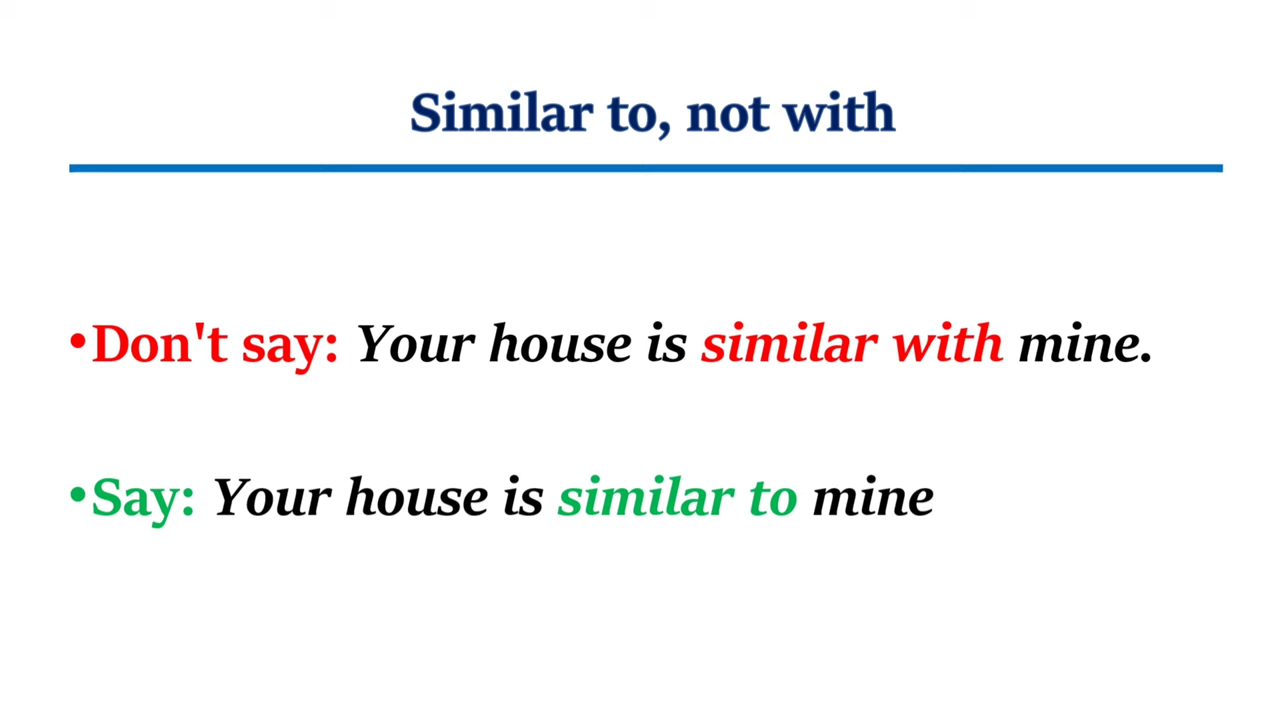 Similar to, not with
•Don't say: Your house is similar with mine.
•Say: Your house is similar to mine